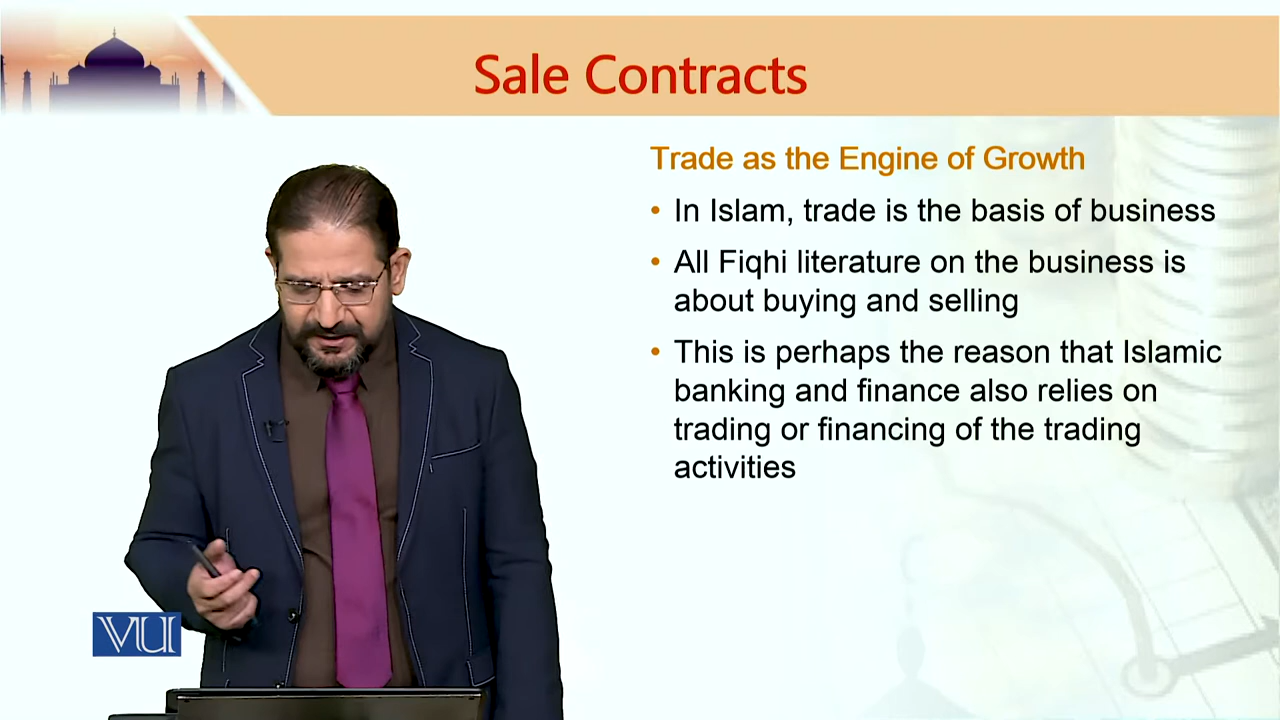 Sale Contracts
Trade as the Engine of Growth
• In Islam, trade is the basis of business
• All Fiqhi literature on the business is
about buying and selling
• This is perhaps the reason that Islamic
banking and finance also relies on
trading or financing of the trading
activities
VU